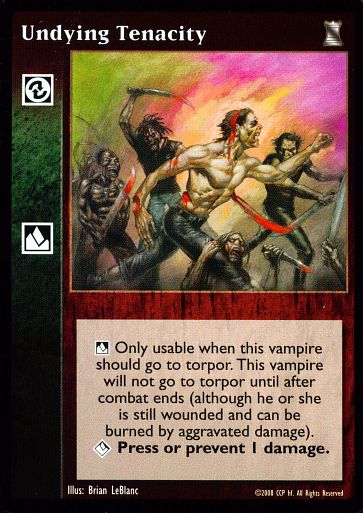 Undying Tenacity
Only usable when this vampire
should go to torpor. This vampire
will not go to torpor until after
combat ends (although he or she
is still wounded and can be
burned by aggravated damage).
Press or prevent 1 damage.
Illus: Brian LeBlanc
©2008 CCP hf. All Rights Reserved